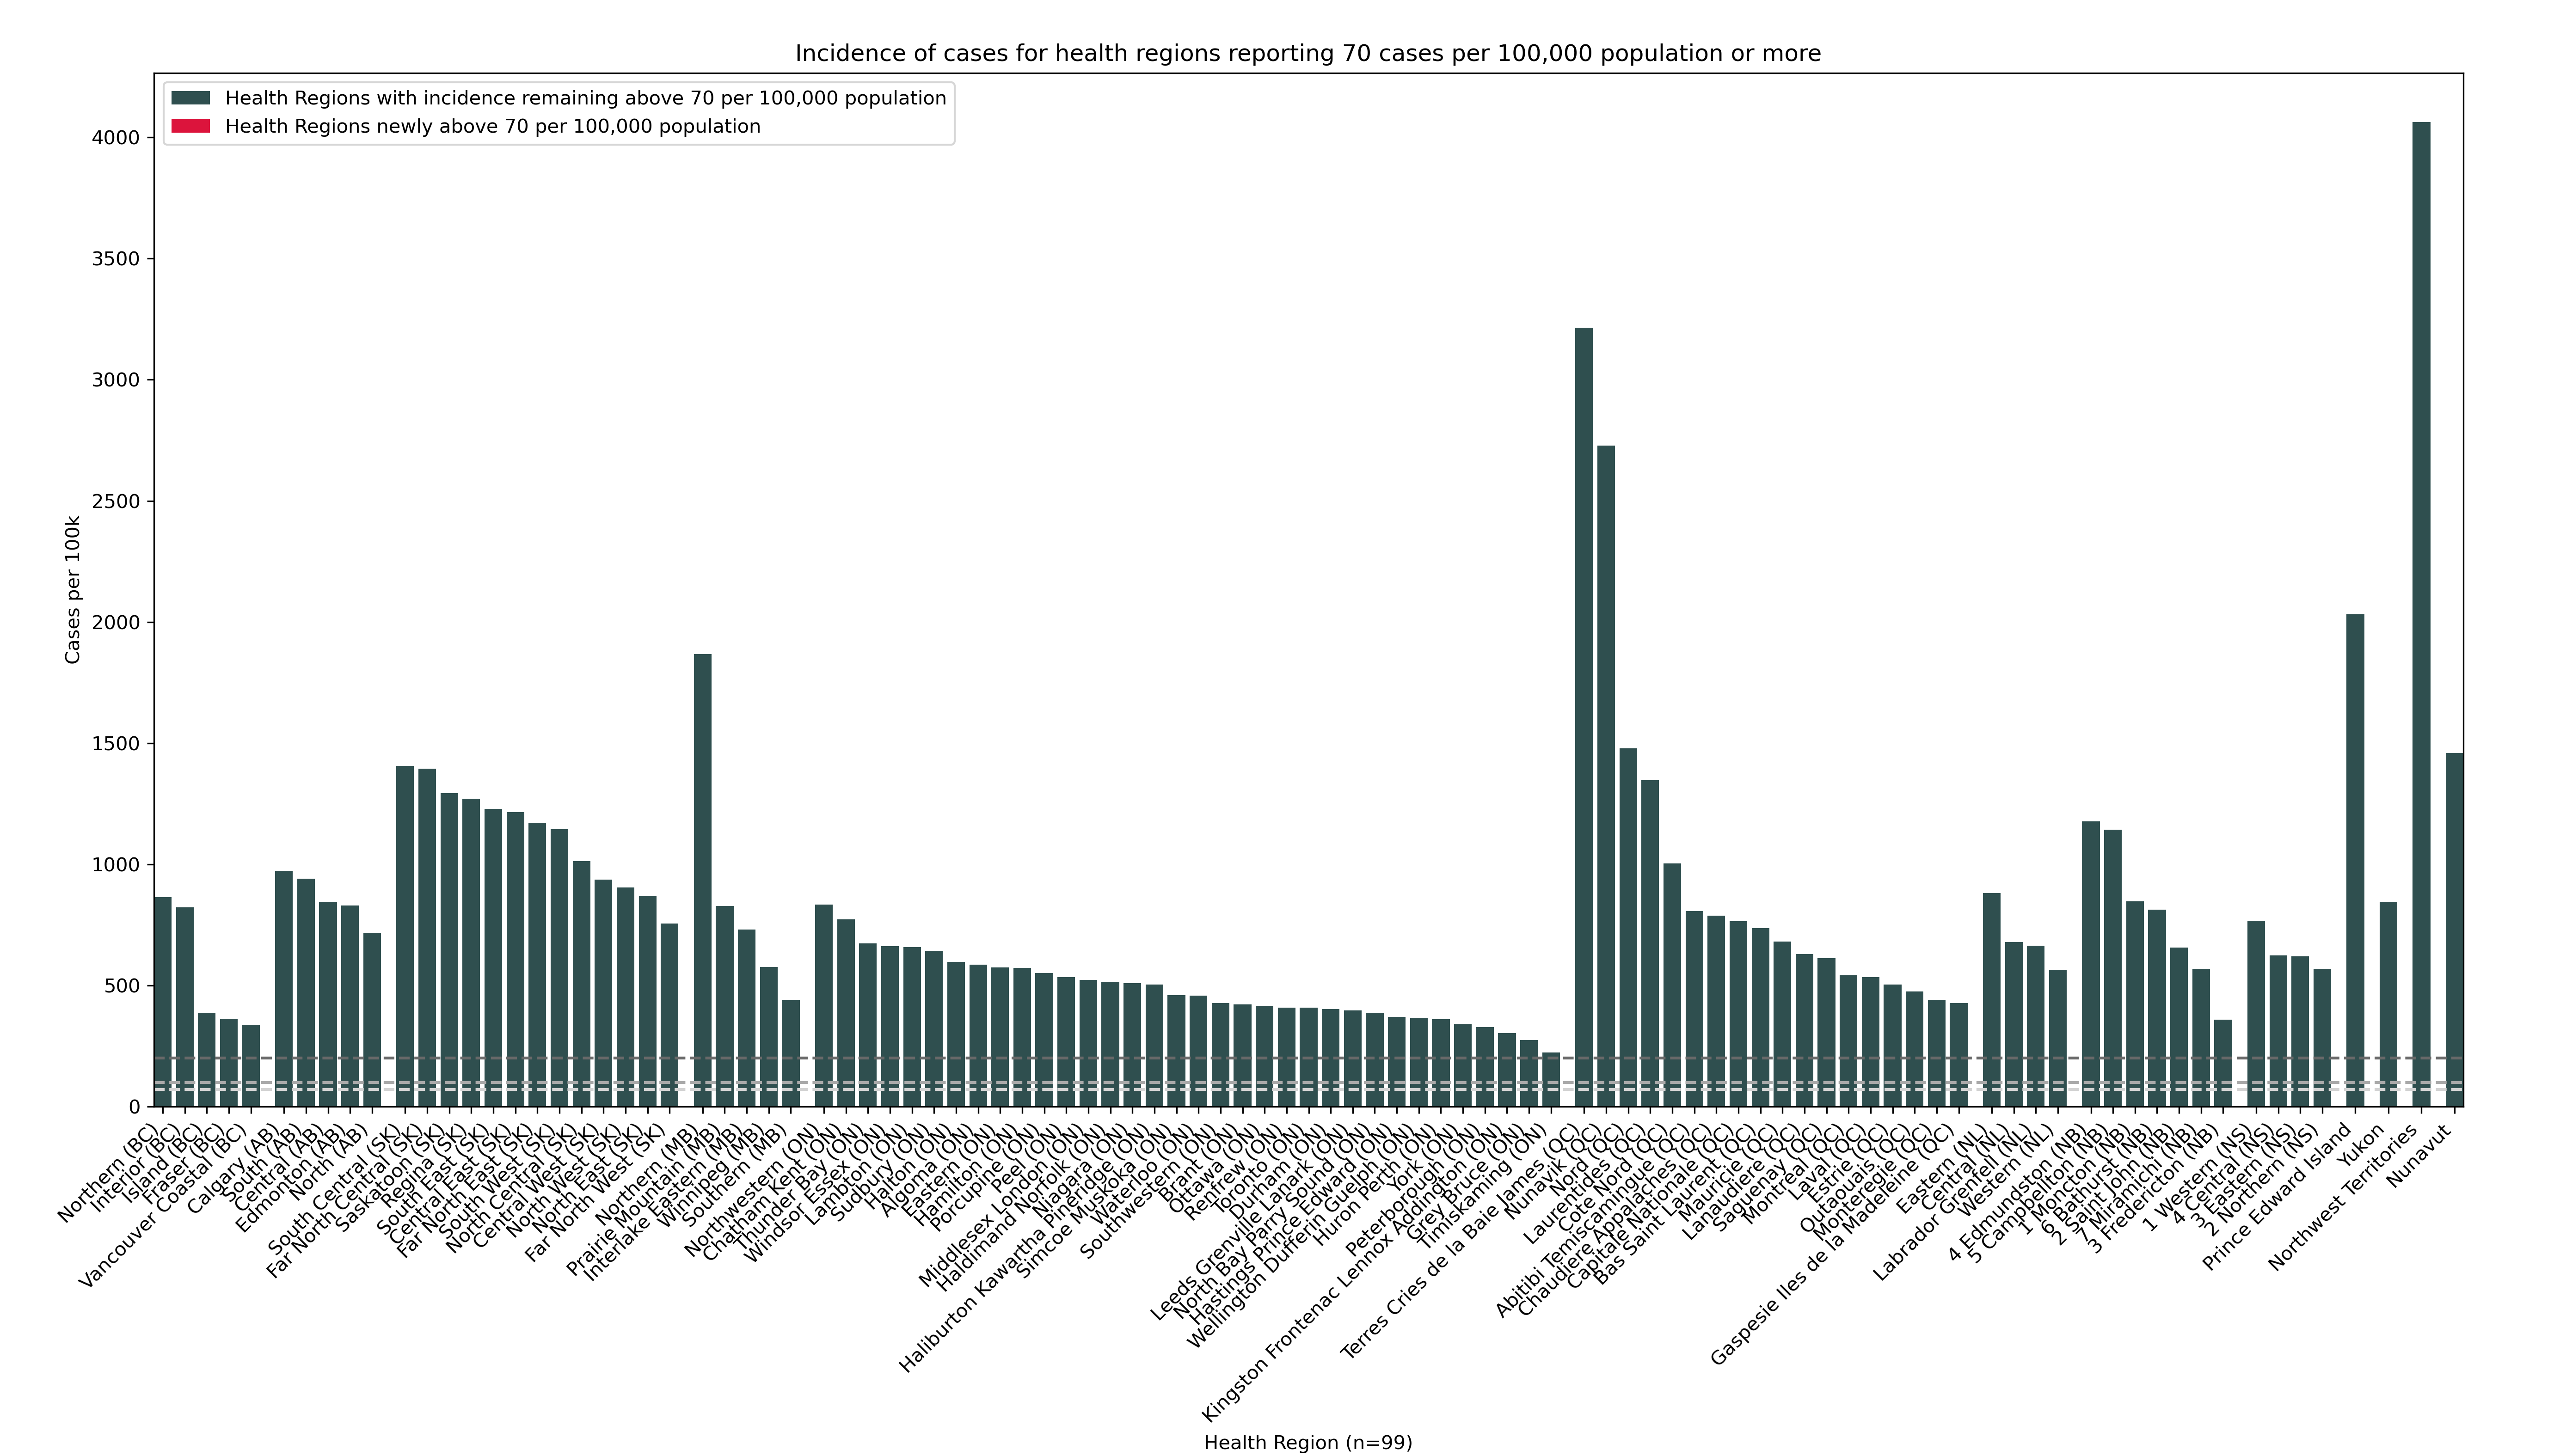 Incidence of cases for health regions reporting 70 cases per 100,000 population or more
Health Regions with incidence remaining above 70 per 100,000 population
Health Regions newly above 70 per 100,000 population
Cases per 100k
4000
3500
3000
2500
2000
1500
1000
500
0
Northern (BC)
Interior (BC)
Island (BC)
Fraser (BC)
Vancouver Coastal (BC)
Calgary (AB)
South (AB)
Central (AB)
Edmonton (AB)
North (AB)
South Central (SK)
Far North Central (SK)
Saskatoon (SK)
Regina (SK)
South East (SK)
Central East (SK)
Far North East (SK)
South West (SK)
North Central (SK)
Central West (SK)
North West (SK)
North East (SK)
Far North West (SK)
Northern (MB)
Prairie Mountain (MB)
Interlake Eastern (MB)
Winnipeg (MB)
Southern (MB)
Northwestern (ON)
Chatham Kent (ON)
Thunder Bay (ON)
Windsor Essex (ON)
Lambton (ON)
Sudbury (ON)
Halton (ON)
Algoma (ON)
Eastern (ON)
Hamilton (ON)
Porcupine (ON)
Peel (ON)
Middlesex London (ON)
Haldimand Norfolk (ON)
Niagara (ON)
Haliburton Kawartha Pineridge (ON)
Simcoe Muskoka (ON)
Waterloo (ON)
Southwestern (ON)
Brant (ON)
Ottawa (ON)
Renfrew (ON)
Toronto (ON)
Durham (ON)
Leeds Grenville Lanark (ON)
North Bay Parry Sound (ON)
Hastings Prince Edward (ON)
Wellington Dufferin Guelph (ON)
Huron Perth (ON)
York (ON)
Peterborough (ON)
Kingston Frontenac Lennox Addington (ON)
Grey Bruce (ON)
Timiskaming (ON)
Terres Cries de la Baie James (QC)
Nunavik (QC)
Nord (QC)
Laurentides (QC)
Cote Nord (QC)
Abitibi Temiscamingue (QC)
Chaudiere Appalaches (QC)
Capitale Nationale (QC)
Bas Saint Laurent (QC)
Mauricie (QC)
Lanaudiere (QC)
Saguenay (QC)
Montreal (QC)
Laval (QC)
Estrie (QC)
Outaouais (QC)
Monteregie (QC)
Gaspesie Iles de la Madeleine (QC)
Eastern (NL)
Central (NL)
Labrador Grenfell (NL)
Western (NL)
4 Edmundston (NB)
5 Campbellton (NB)
1 Moncton (NB)
6 Bathurst (NB)
2 Saint John (NB)
7 Miramichi (NB)
3 Fredericton (NB)
1 Western (NS)
4 Central (NS)
3 Eastern (NS)
2 Northern (NS)
Prince Edward Island
Yukon
Northwest Territories
Nunavut
Health Region (n=99)